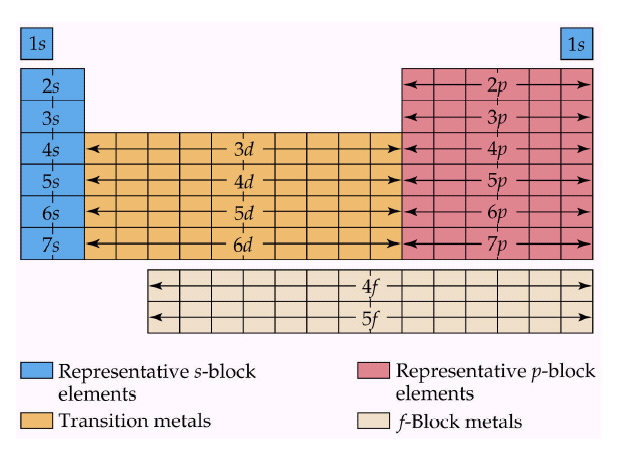 1s 1s
2s 2p
3s 3p
4s 3d 4p
5s 4d 5p
6s 5d 6p
7s 6d 7p
4f
5f
Representative s-block
elements
Representative p-block
elements
Transition metals
f-Block metals